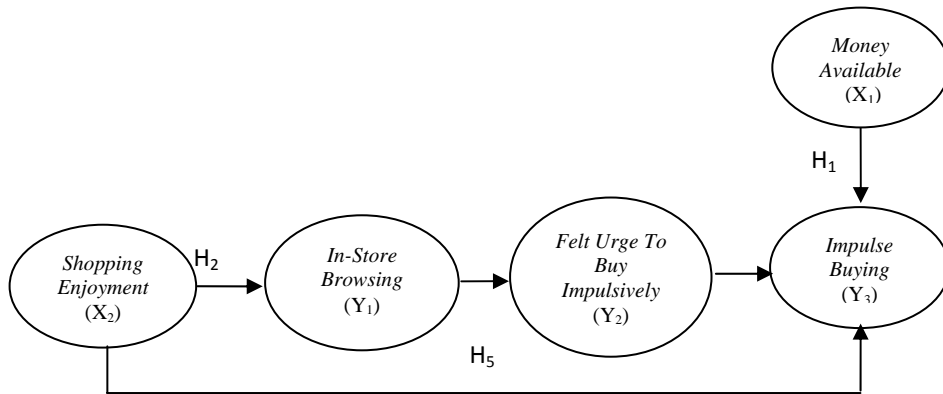 Money
Available
(X₁)
H₁
Shopping
Enjoyment
(X₂)
H₂
In-Store
Browsing
(Y₁)
Felt Urge To
Buy
Impulsively
(Y₂)
Impulse
Buying
(Y₃)
H₅